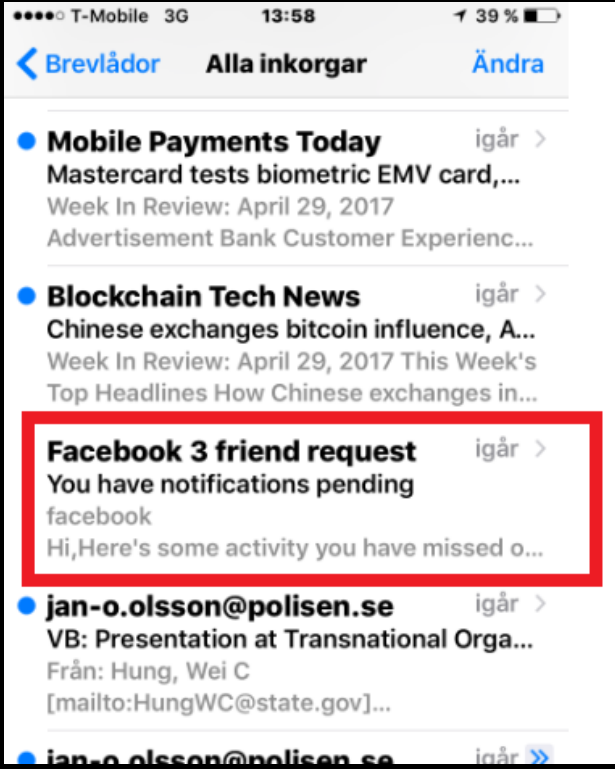 T-Mobile 3G 13:58 39 %
Brevlådor Alla inkorgar Ändra
Mobile Payments Today igår
Mastercard tests biometric EMV card,...
Week In Review: April 29, 2017
Advertisement Bank Customer Experienc...
Blockchain Tech News igår
Chinese exchanges bitcoin influence, A...
Week In Review: April 29, 2017 This Week's
Top Headlines How Chinese exchanges in...
Facebook 3 friend request igår
You have notifications pending
facebook
Hi,Here's some activity you have missed o...
jan-o.olsson@polisen.se igår
VB: Presentation at Transnational Orga...
Från: Hung, Wei C
[mailto:HungWC@state.gov]...
jan-o.olsson@polisen.se igår